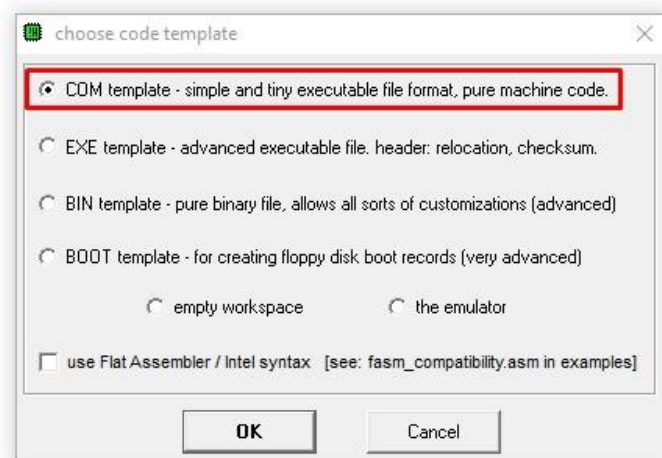 choose code template
COM template - simple and tiny executable file format, pure machine code.
EXE template - advanced executable file. header: relocation, checksum.
BIN template - pure binary file, allows all sorts of customizations (advanced)
BOOT template - for creating floppy disk boot records (very advanced)
empty workspace the emulator
use Flat Assembler / Intel syntax [see: fasm_compatibility.asm in examples]
OK Cancel